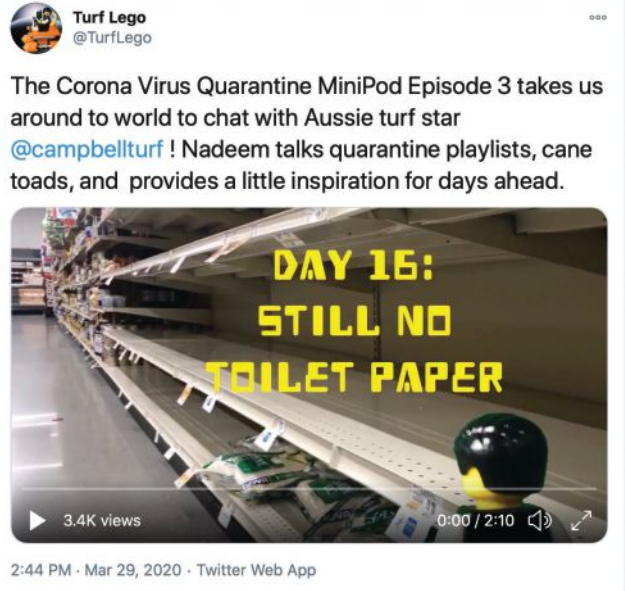 Turf Lego
@TurfLego
The Corona Virus Quarantine MiniPod Episode 3 takes us
around to world to chat with Aussie turf star
@campbellturf ! Nadeem talks quarantine playlists, cane
toads, and  provides a little inspiration for days ahead.
DAY 16:
STILL NO
TOILET PAPER
3.4K views
0:00 / 2:10
2:44 PM · Mar 29, 2020 · Twitter Web App